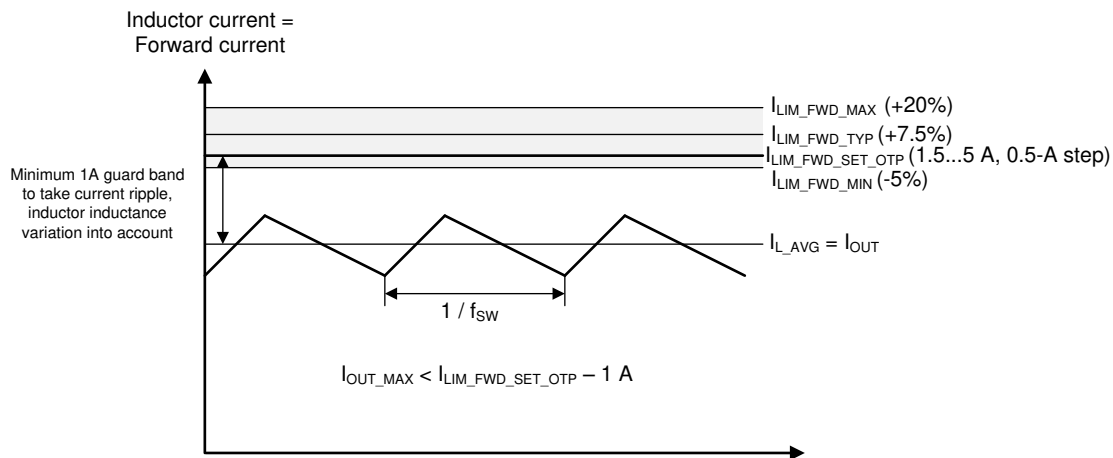 Inductor current =
Forward current
I_LIM_FWD_MAX (+20%)
I_LIM_FWD_TYP (+7.5%)
I_LIM_FWD_SET_OTP (1.5...5 A, 0.5-A step)
I_LIM_FWD_MIN (-5%)
Minimum 1A guard band
to take current ripple,
inductor inductance
variation into account
I_L_AVG = I_OUT
1 / f_SW
I_OUT_MAX < I_LIM_FWD_SET_OTP – 1 A